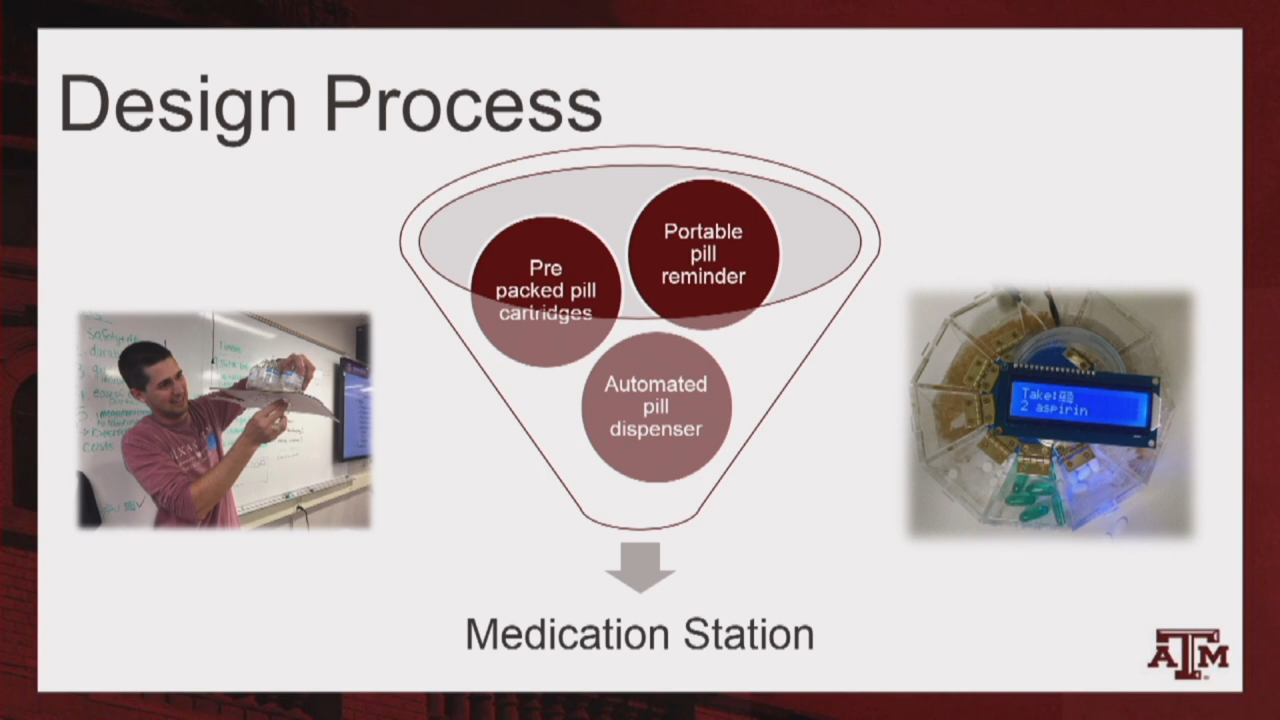 Design Process
Portable
pill
reminder
Pre
packed pill
cartridges
Automated
pill
dispenser
Take:
2 aspirin
Medication Station
ATM